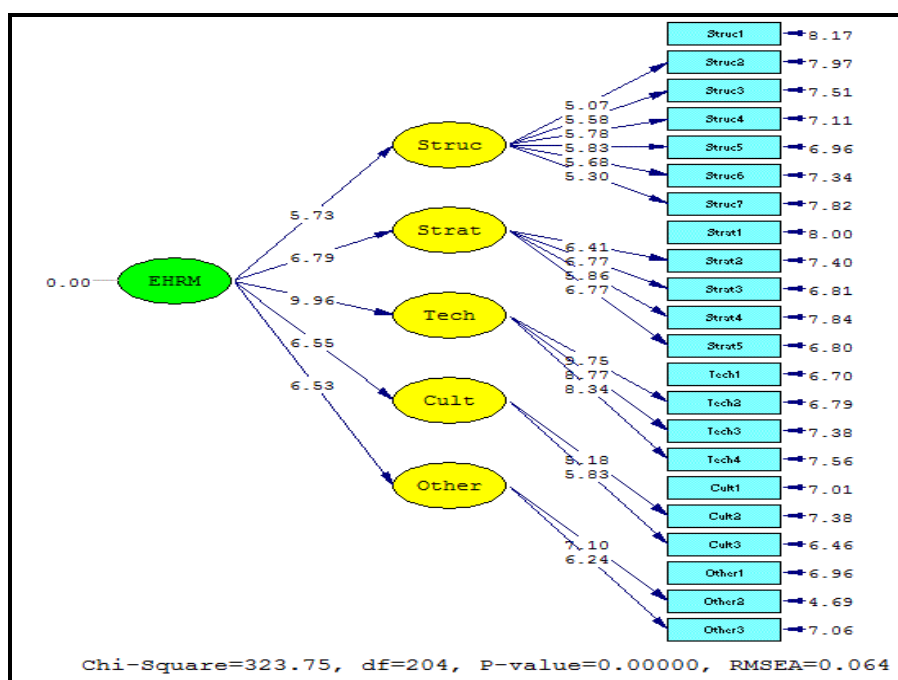 Struc1 8.17
Struc2 7.97
Struc3 7.51
5.07
5.58
Struc4 7.11
5.78
Struc Struc5 6.96
5.83
5.68
Struc6 7.34
5.30
Struc7 7.82
5.73
Strat1 8.00
Strat
6.41
6.79
Strat2 7.40
6.77
0.00 EHRM
5.86
Strat3 6.81
6.77
9.96
Tech
Strat4 7.84
6.55
Strat5 6.80
9.75
Tech1 6.70
8.77
6.53
8.34
Cult
Tech2 6.79
Tech3 7.38
Tech4 7.56
5.18
5.83
Other
Cult1 7.01
Cult2 7.38
Cult3 6.46
7.10
6.24
Other1 6.96
Other2 4.69
Other3 7.06
Chi-Square=323.75, df=204, P-value=0.00000, RMSEA=0.064